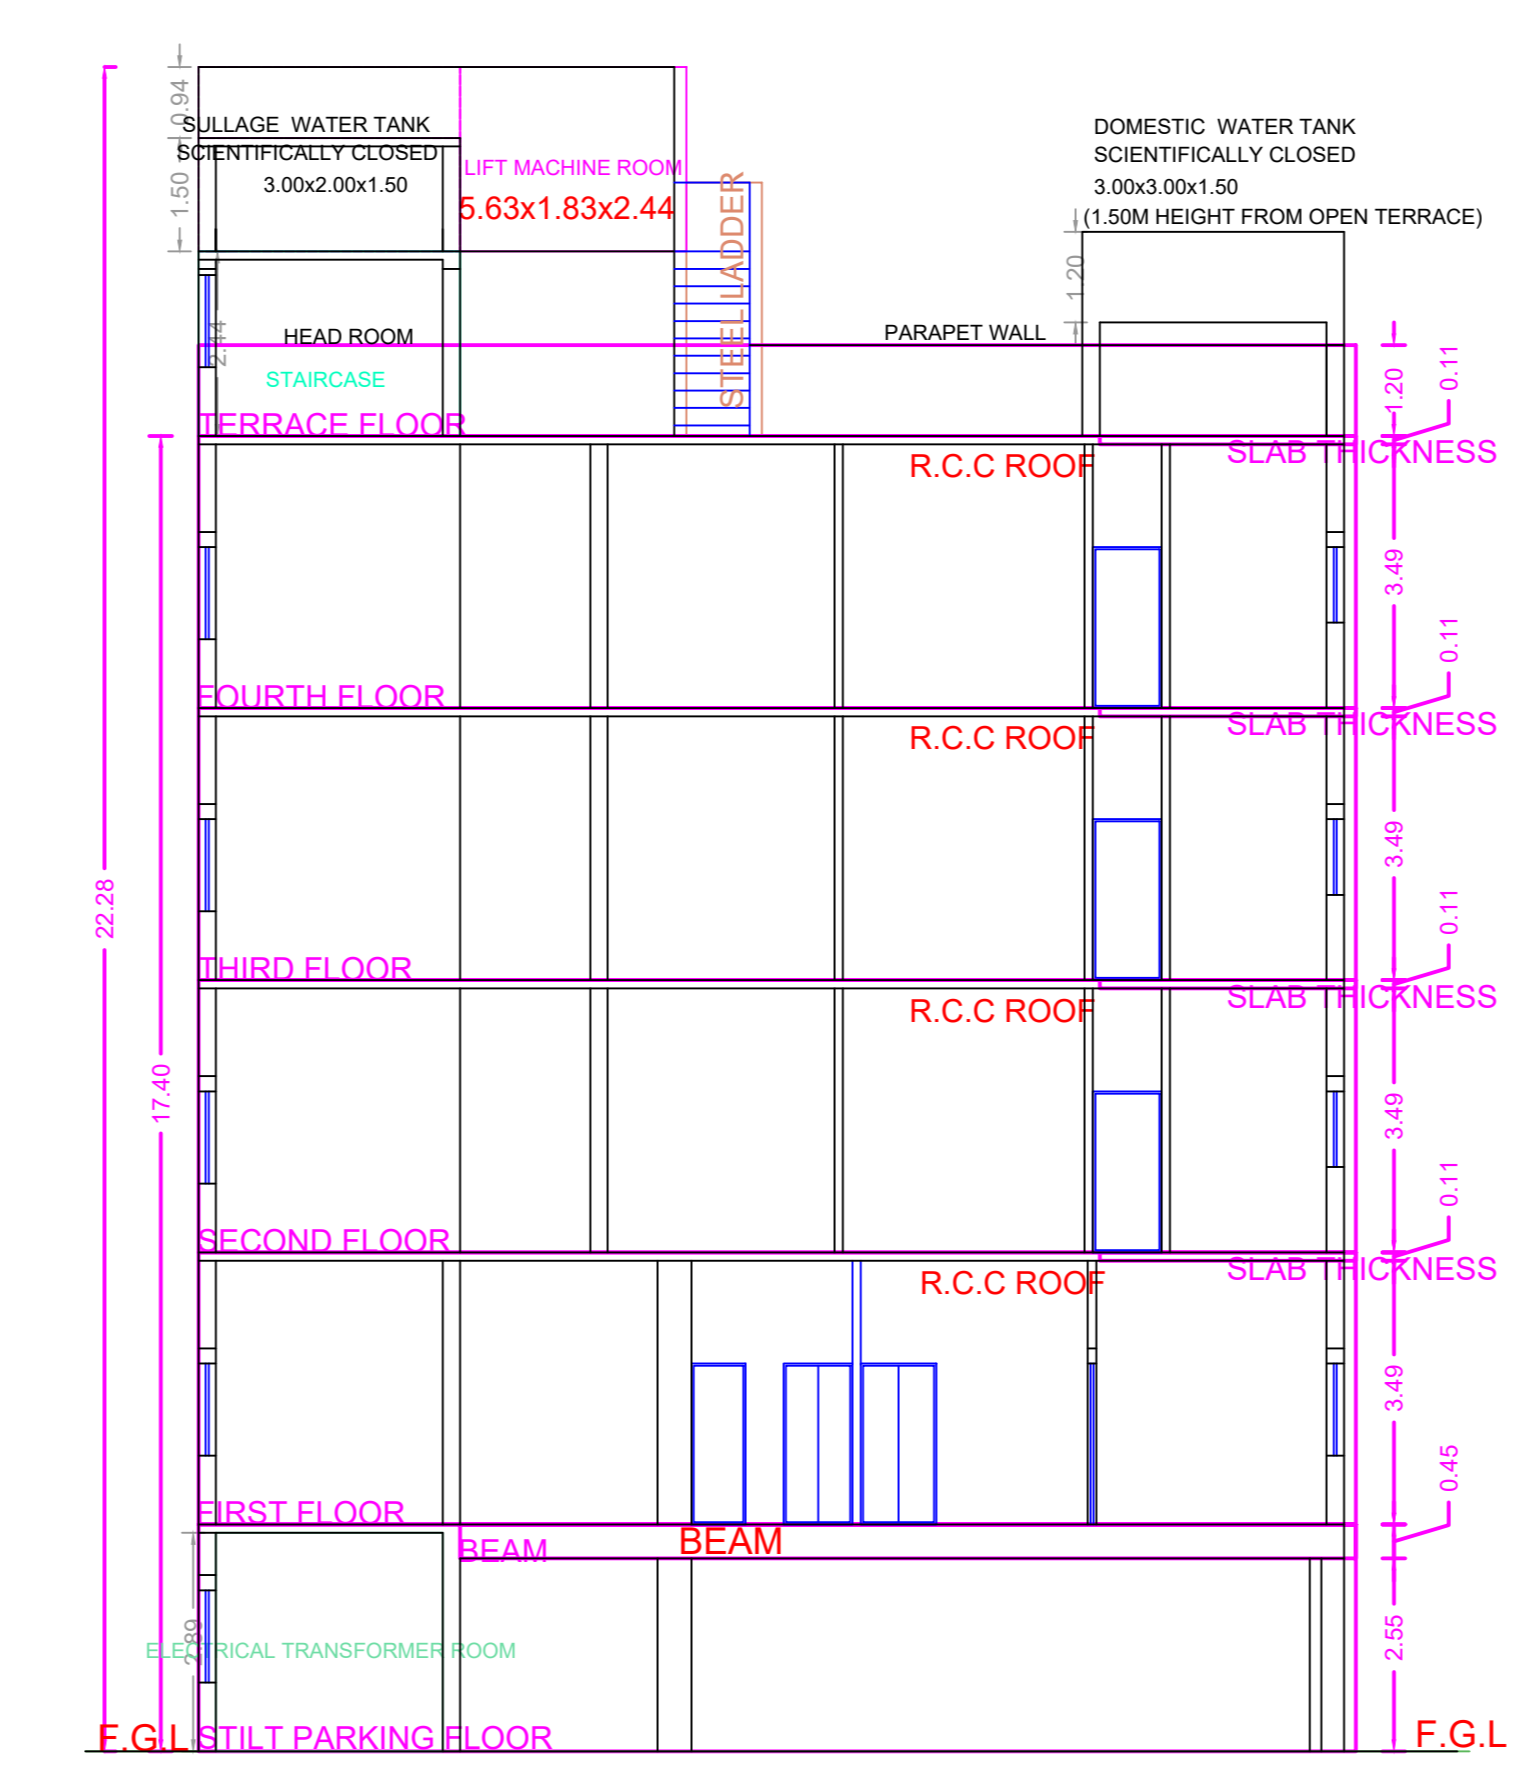 0.94
SULLAGE WATER TANK
SCIENTIFICALLY CLOSED
3.00x2.00x1.50
1.50
LIFT MACHINE ROOM
5.63x1.83x2.44
STEEL LADDER
DOMESTIC WATER TANK
SCIENTIFICALLY CLOSED
3.00x3.00x1.50
(1.50M HEIGHT FROM OPEN TERRACE)
1.20
2.44
HEAD ROOM
STAIRCASE
PARAPET WALL
1.20
0.11
TERRACE FLOOR
R.C.C ROOF
SLAB THICKNESS
3.49
0.11
FOURTH FLOOR
R.C.C ROOF
SLAB THICKNESS
22.28
3.49
0.11
THIRD FLOOR
R.C.C ROOF
SLAB THICKNESS
17.40
3.49
0.11
SECOND FLOOR
R.C.C ROOF
SLAB THICKNESS
3.49
0.45
FIRST FLOOR
BEAM
BEAM
2.89
ELECTRICAL TRANSFORMER ROOM
2.55
F.G.L
STILT PARKING FLOOR
F.G.L